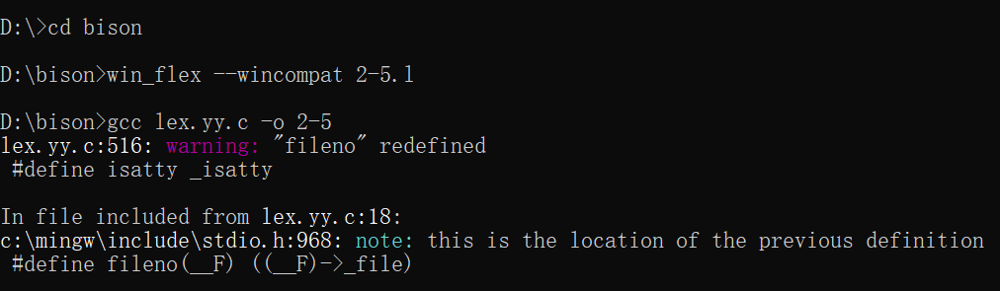 D:\>cd bison
D:\bison>win_flex --wincompat 2-5.l
D:\bison>gcc lex.yy.c -o 2-5
lex.yy.c:516: warning: "fileno" redefined
 #define isatty _isatty
In file included from lex.yy.c:18:
c:\mingw\include\stdio.h:968: note: this is the location of the previous definition
 #define fileno(__F) ((__F)->_file)